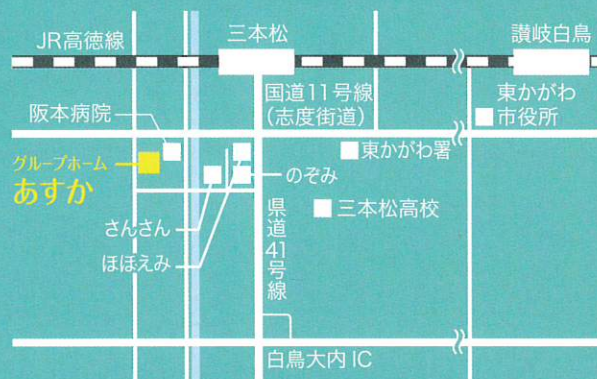 JR高徳線
三本松
讃岐白鳥
阪本病院
国道11号線
(志度街道)
東かがわ
市役所
グループホーム
あすか
東かがわ署
のぞみ
さんさん
三本松高校
ほほえみ
県道41号線
白鳥大内 IC